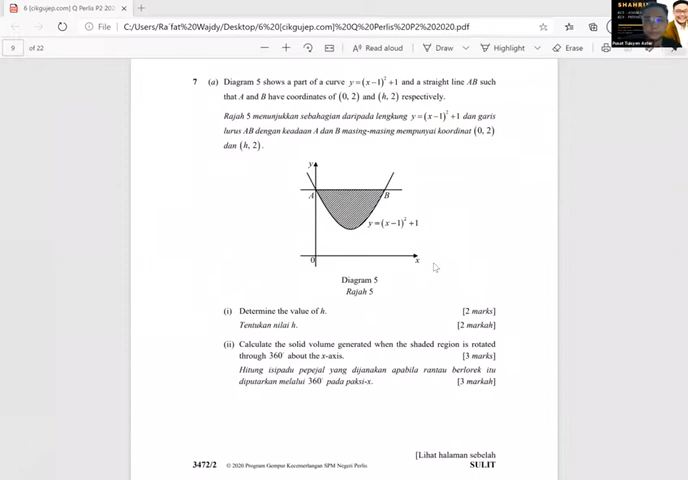 6 [cikgujep.com] Q Perlis P2 202
File
C:/Users/Ra'fat%20Wajdy/Desktop/6%20[cikgujep.com]%20Q%20Perlis%20P2%202020.pdf
9 of 22
Read aloud
Draw
Highlight
Erase
SHAHRI
Pusat Tuisyen Aster
7 (a) Diagram 5 shows a part of a curve y=(x−1)²+1 and a straight line AB such
that A and B have coordinates of (0, 2) and (h, 2) respectively.
Rajah 5 menunjukkan sebahagian daripada lengkung y=(x−1)²+1 dan garis
lurus AB dengan keadaan A dan B masing-masing mempunyai koordinat (0, 2)
dan (h, 2).
y
A
B
y=(x−1)²+1
0
x
Diagram 5
Rajah 5
(i) Determine the value of h. [2 marks]
Tentukan nilai h. [2 markah]
(ii) Calculate the solid volume generated when the shaded region is rotated
through 360° about the x-axis. [3 marks]
Hitung isipadu pepejal yang dijanakan apabila rantau berlorek itu
diputarkan melalui 360° pada paksi-x. [3 markah]
[Lihat halaman sebelah
3472/2 © 2020 Program Gempur Kecemerlangan SPM Negeri Perlis SULIT